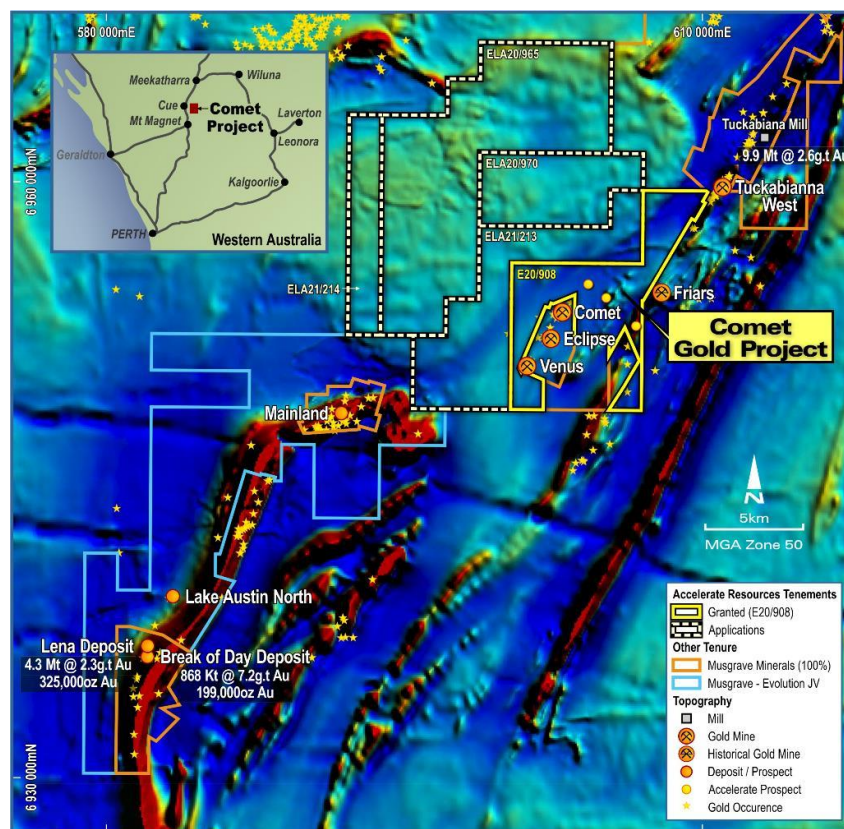 580 000mE
610 000mE
6 960 000mN
6 930 000mN
Meekatharra
Wiluna
Cue
Comet
Project
Mt Magnet
Laverton
Leonora
Geraldton
Kalgoorlie
PERTH
Western Australia
ELA20/965
ELA20/970
ELA21/213
ELA21/214
E20/908
Tuckabiana Mill
9.9 Mt @ 2.6g.t Au
Tuckabianna
West
Friars
Comet
Eclipse
Venus
Comet
Gold Project
Mainland
Lake Austin North
Lena Deposit
4.3 Mt @ 2.3g.t Au
325,000oz Au
Break of Day Deposit
868 Kt @ 7.2g.t Au
199,000oz Au
N
5km
MGA Zone 50
Accelerate Resources Tenements
Granted (E20/908)
Applications
Other Tenure
Musgrave Minerals (100%)
Musgrave - Evolution JV
Topography
Mill
Gold Mine
Historical Gold Mine
Deposit / Prospect
Accelerate Prospect
Gold Occurence